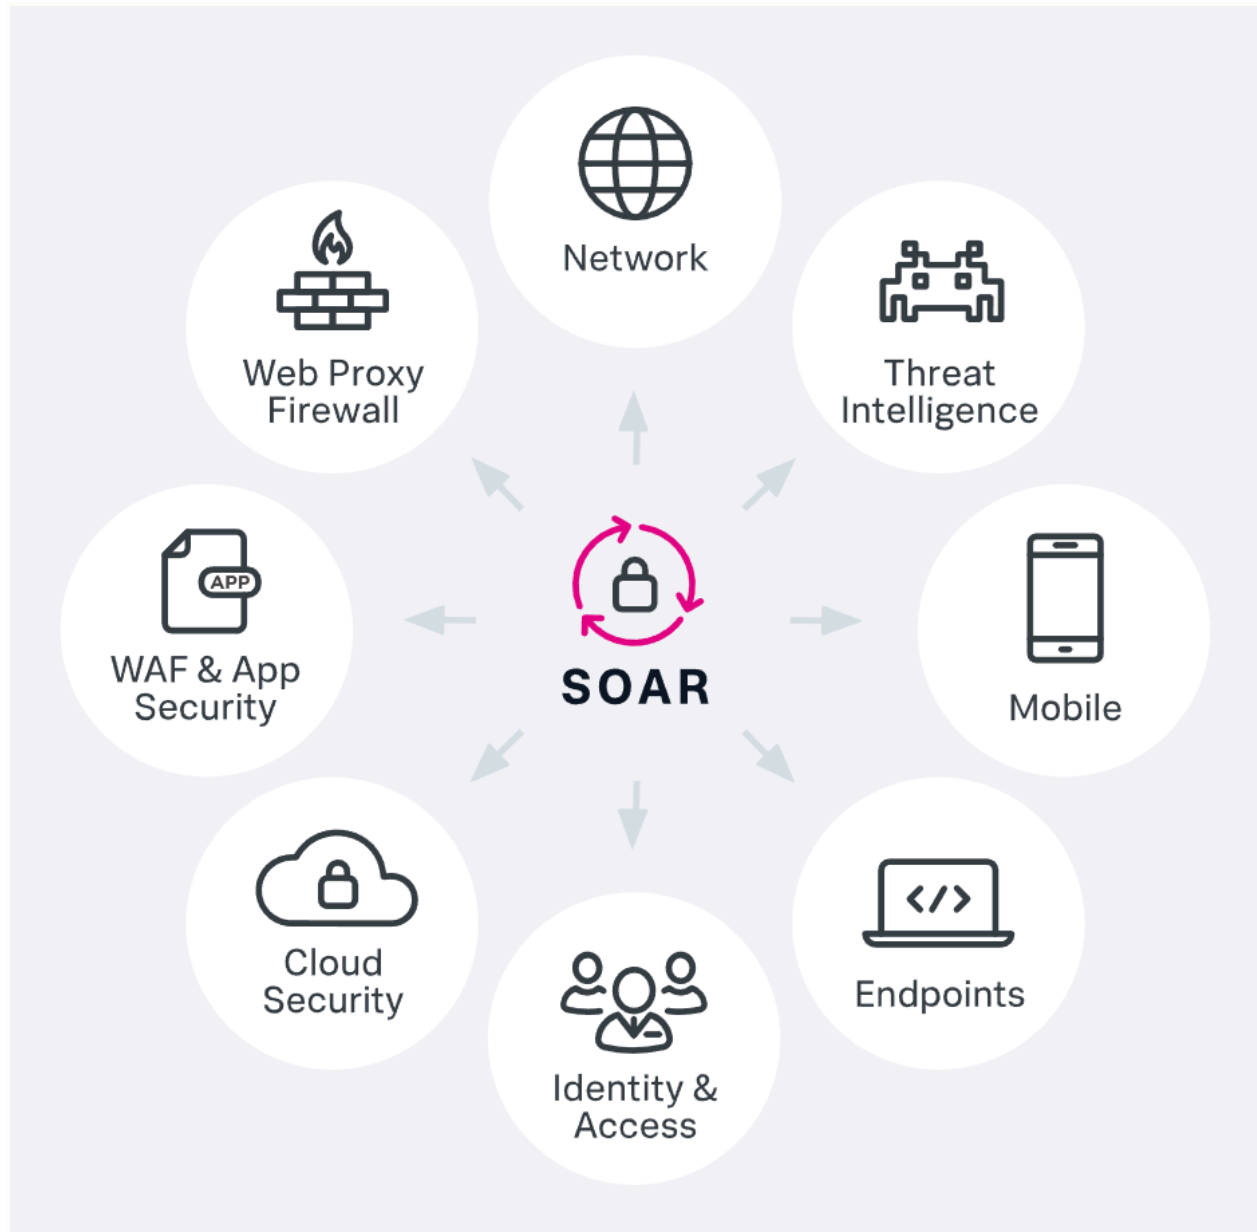 Network
Web Proxy
Firewall
Threat
Intelligence
APP
WAF & App
Security
SOAR
Mobile
Cloud
Security
Endpoints
Identity &
Access